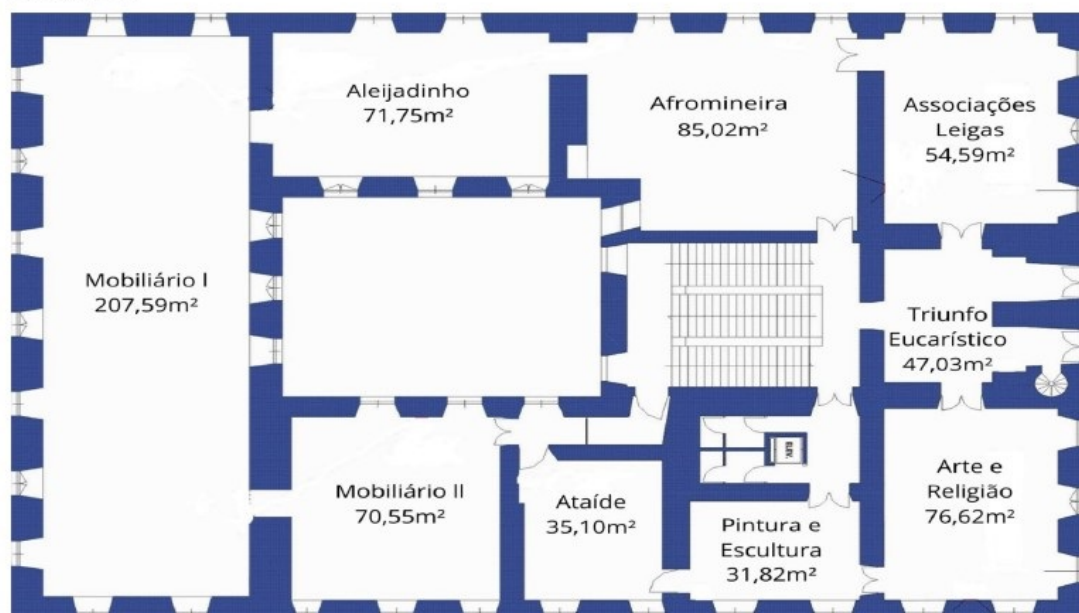 Aleijadinho
71,75m²
Afromineira
85,02m²
Associações
Leigas
54,59m²
Mobiliário I
207,59m²
Triunfo
Eucarístico
47,03m²
Mobiliário II
70,55m²
Ataíde
35,10m²
ELEV.
Pintura e
Escultura
31,82m²
Arte e
Religião
76,62m²